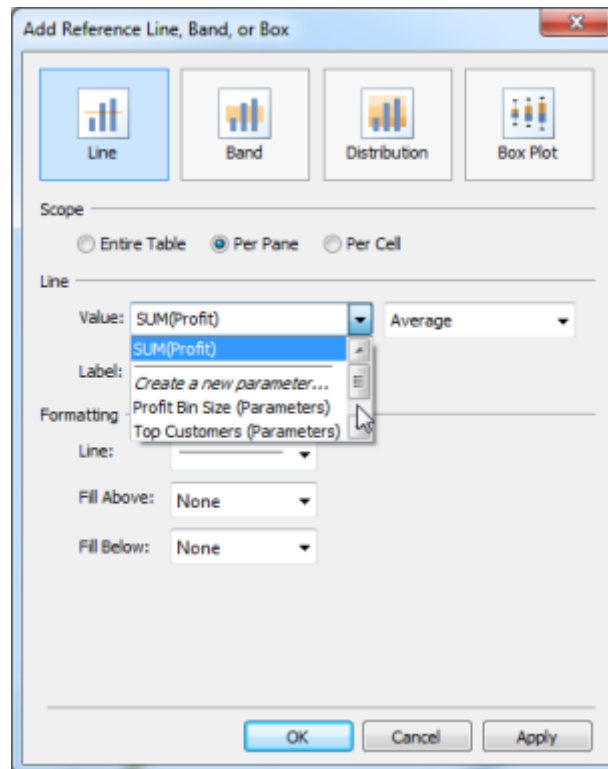 Add Reference Line, Band, or Box
Line Band Distribution Box Plot
Scope
Entire Table Per Pane Per Cell
Line
Value: SUM(Profit) Average
SUM(Profit)
Label:
Create a new parameter...
Profit Bin Size (Parameters)
Formatting
Top Customers (Parameters)
Line:
Fill Above: None
Fill Below: None
OK Cancel Apply